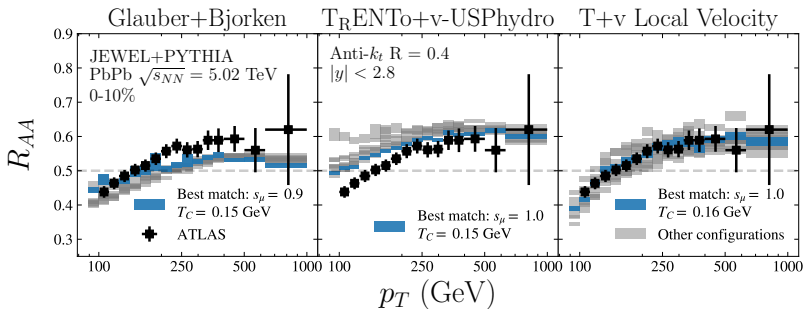 Glauber+Bjorken
TRENTo+v-USPhydro
T+v Local Velocity
JEWEL+PYTHIA
PbPb √sNN = 5.02 TeV
0-10%
Anti-kt R = 0.4
|y| < 2.8
0.9
0.8
0.7
0.6
0.5
0.4
0.3
RAA
Best match: sμ = 0.9
TC = 0.15 GeV
ATLAS
Best match: sμ = 1.0
TC = 0.15 GeV
Best match: sμ = 1.0
TC = 0.16 GeV
Other configurations
100 250 500 1000
100 250 500 1000
100 250 500 1000
pT (GeV)